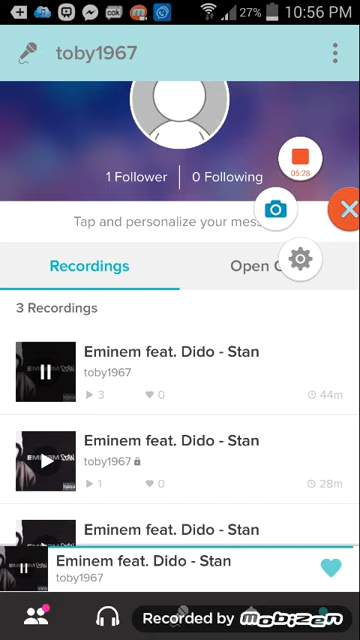 cok
27%
10:56 PM
toby1967
1 Follower
0 Following
05:28
Tap and personalize your mess
Recordings
Open C
3 Recordings
Eminem feat. Dido - Stan
toby1967
3
0
44m
Eminem feat. Dido - Stan
toby1967
1
0
28m
Eminem feat. Dido - Stan
Eminem feat. Dido - Stan
toby1967
Recorded by Mobizen